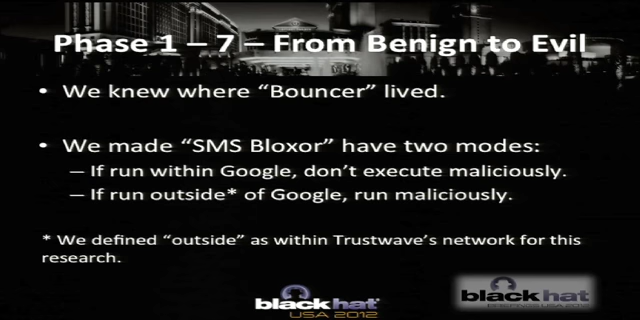 Phase 1 – 7 – From Benign to Evil
• We knew where “Bouncer” lived.
• We made “SMS Bloxor” have two modes:
– If run within Google, don’t execute maliciously.
– If run outside* of Google, run maliciously.
* We defined “outside” as within Trustwave’s network for this
research.
black hat
USA 2012
black hat
USA 2012